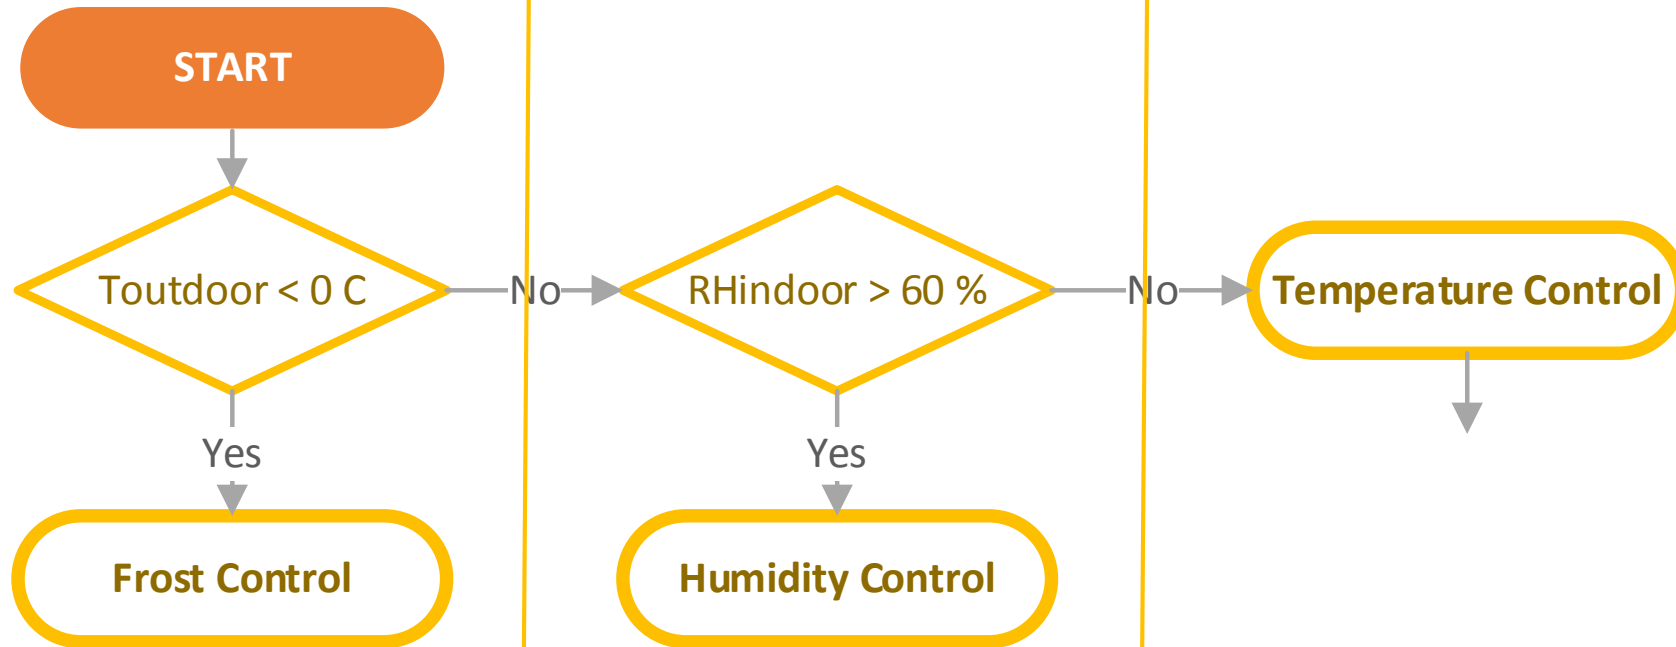 START
Toutdoor < 0 C
No
RHindoor > 60 %
No
Temperature Control
Yes
Yes
Frost Control
Humidity Control